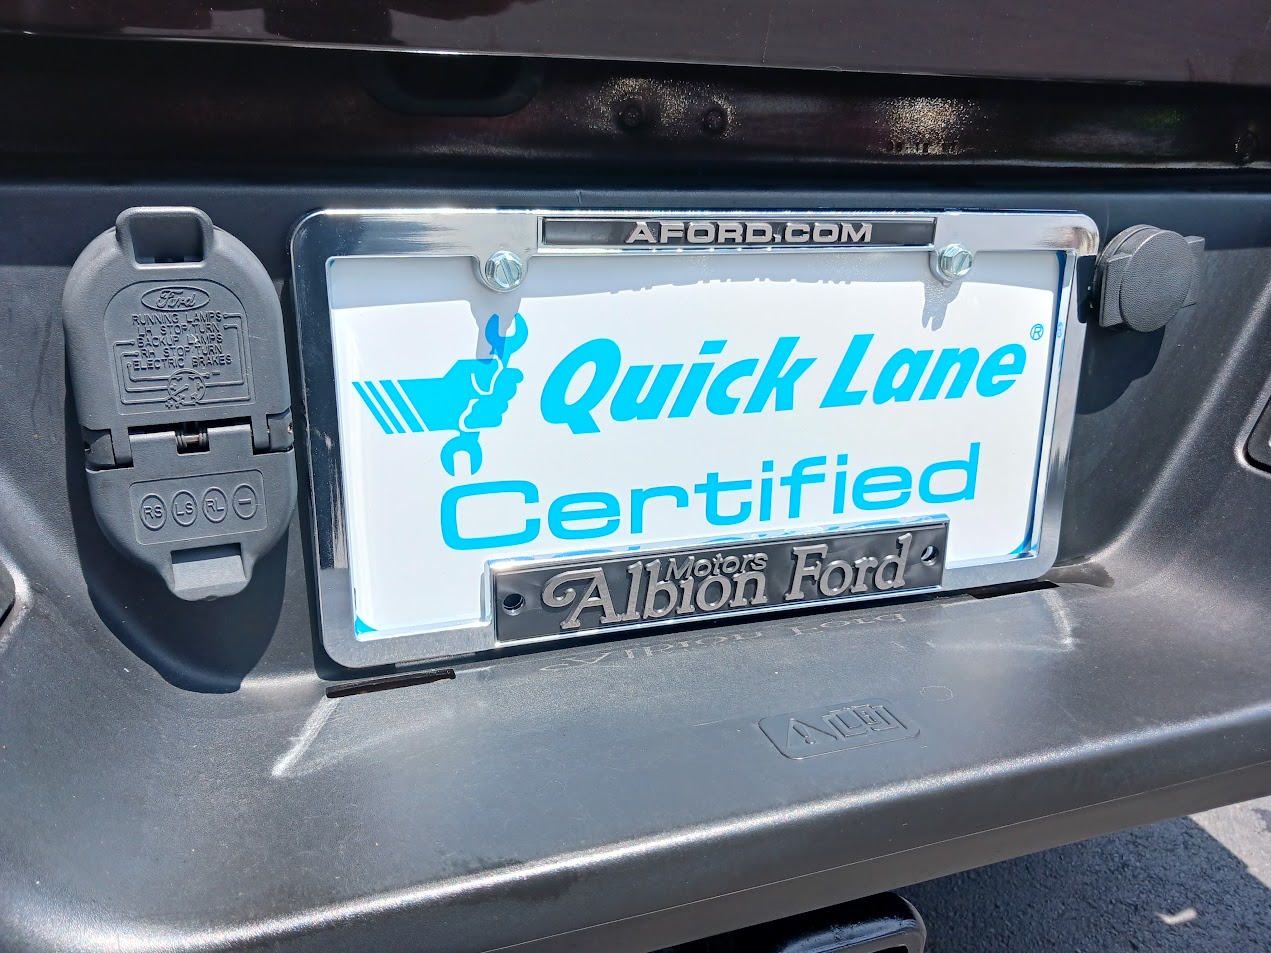 AFORD.COM
Ford
RUNNING LAMPS
LH STOP/TURN
BACKUP LAMPS
RH STOP/TURN
ELECTRIC BRAKES
RS LS RL
Quick Lane®
Certified
Motors
Albion Ford